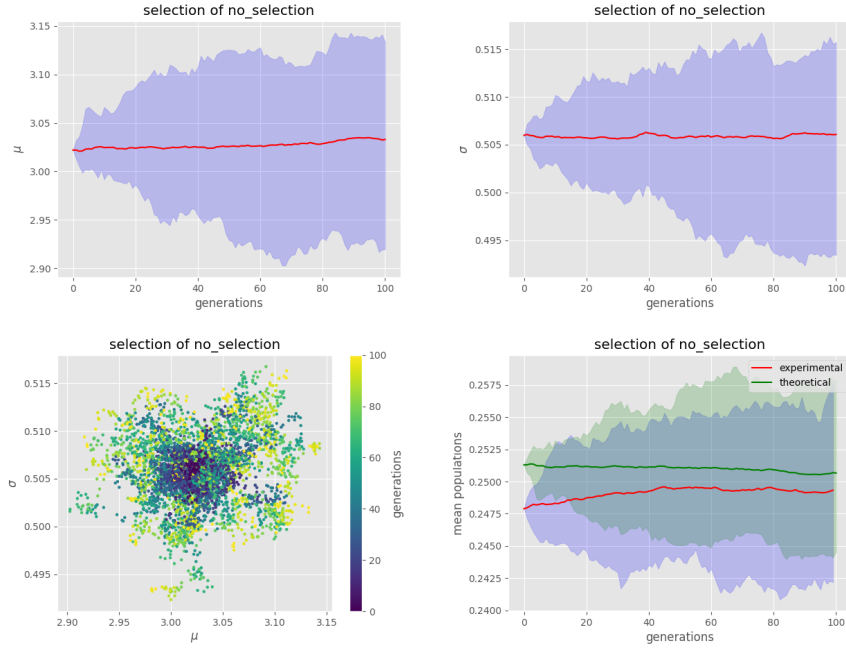 selection of no_selection
3.15
3.10
3.05
3.00
2.95
2.90
μ
0 20 40 60 80 100
generations
selection of no_selection
0.515
0.510
0.505
0.500
0.495
σ
0 20 40 60 80 100
generations
selection of no_selection
0.515
0.510
0.505
0.500
0.495
σ
2.90 2.95 3.00 3.05 3.10 3.15
μ
100
80
60
40
20
0
generations
selection of no_selection
experimental
theoretical
0.2575
0.2550
0.2525
0.2500
0.2475
0.2450
0.2425
0.2400
mean populations
0 20 40 60 80 100
generations